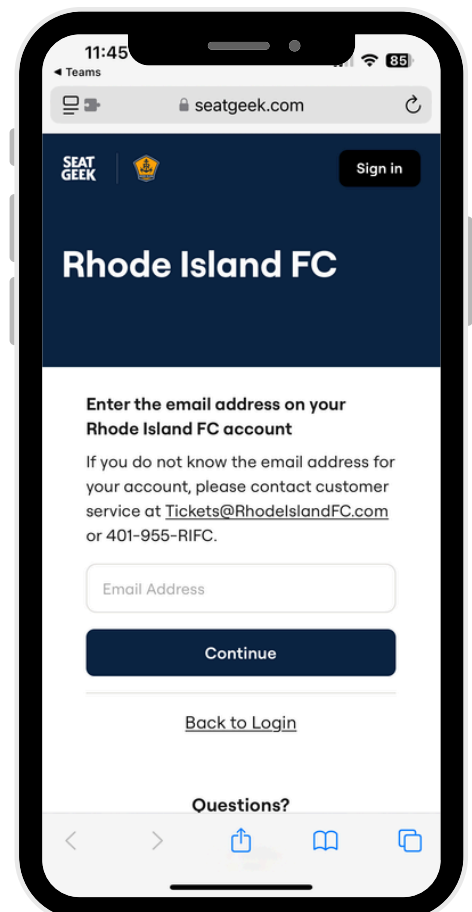 11:45
◀ Teams
85
seatgeek.com
SEAT
GEEK
Sign in
Rhode Island FC
Enter the email address on your
Rhode Island FC account
If you do not know the email address for
your account, please contact customer
service at Tickets@RhodeIslandFC.com
or 401-955-RIFC.
Email Address
Continue
Back to Login
Questions?